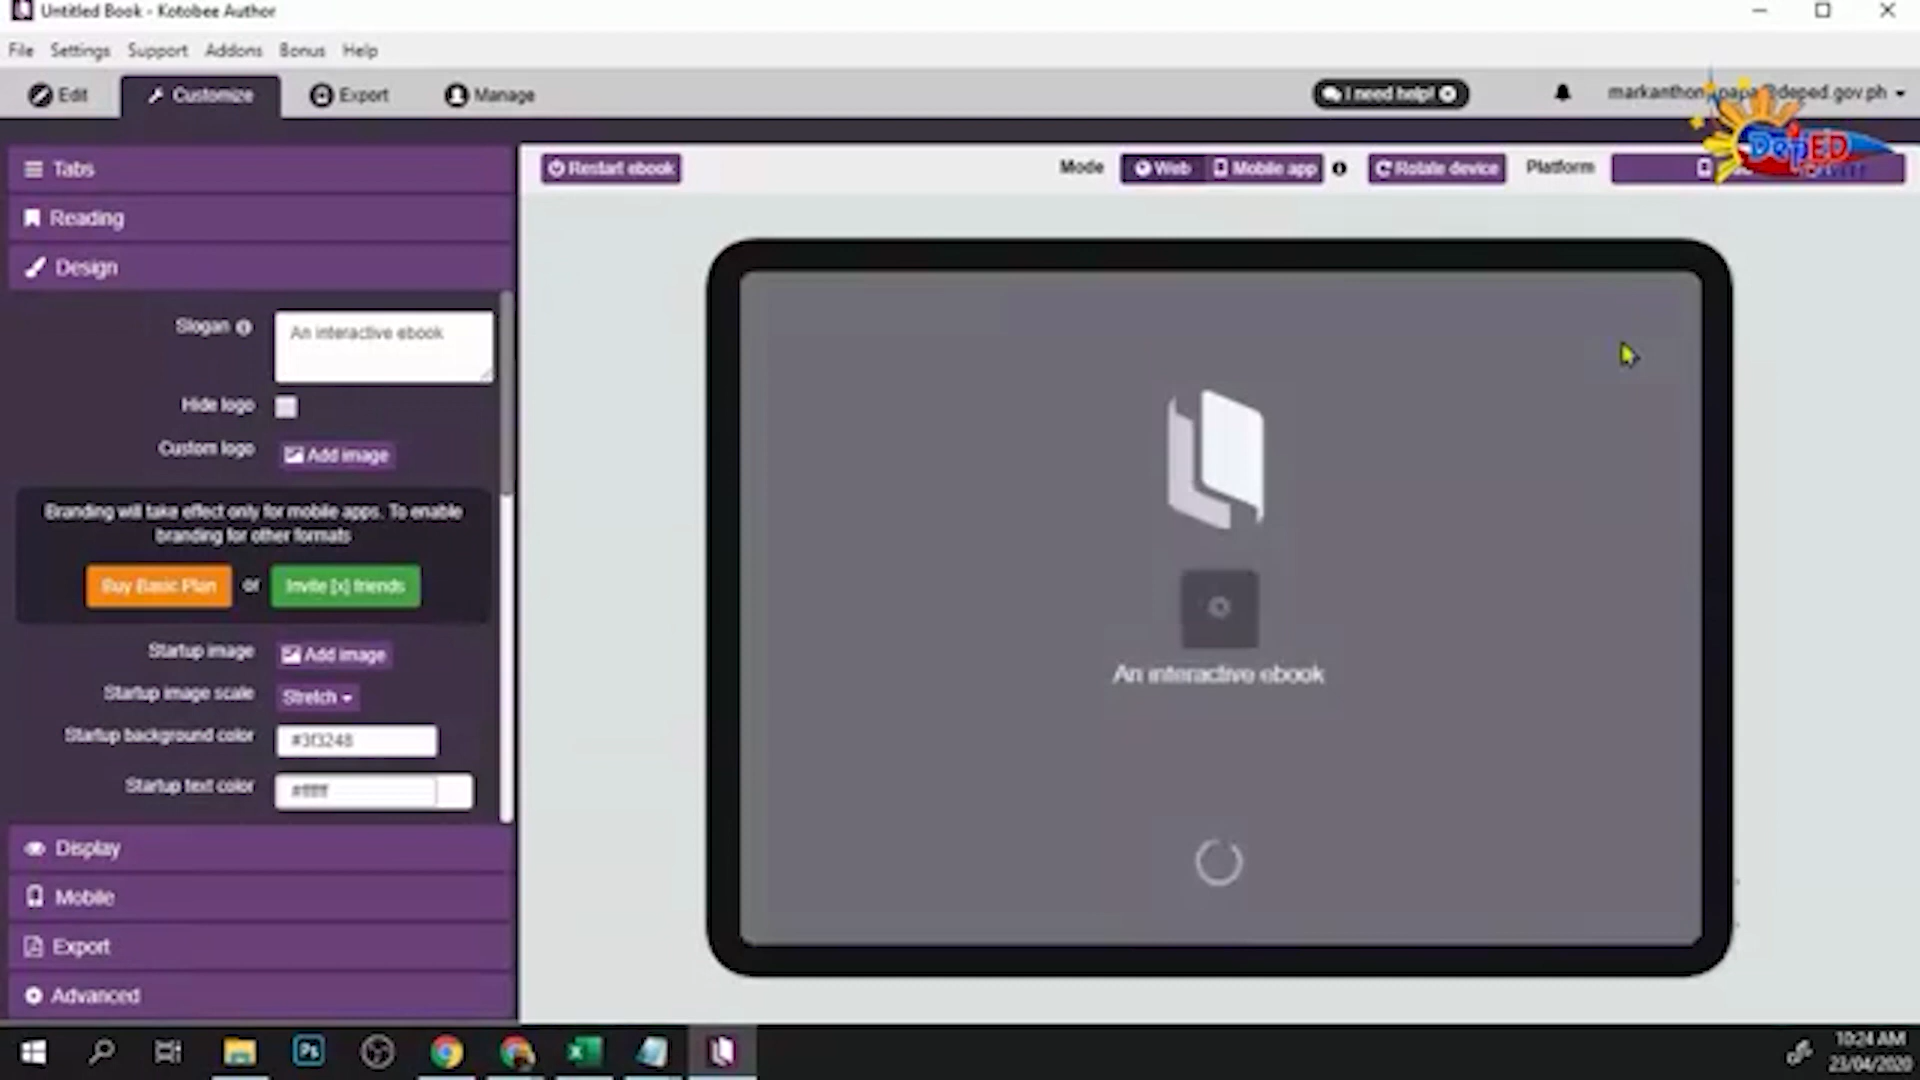 Untitled Book - Kotobee Author
File Settings Support Addons Bonus Help
Edit Customize Export Manage
I need help!
Tabs
Restart ebook
Mode Web Mobile app
Rotate device
Platform
DepED
Reading
Design
Slogan An interactive ebook
Hide logo
Custom logo Add image
Branding will take effect only for mobile apps. To enable
branding for other formats
Buy Basic Plan or Invite [x] friends
Startup image Add image
Startup image scale Stretch
Startup background color #3f3248
Startup text color #ffffff
An interactive ebook
Display
Mobile
Export
Advanced
Ps
10:24 AM
23/04/2020